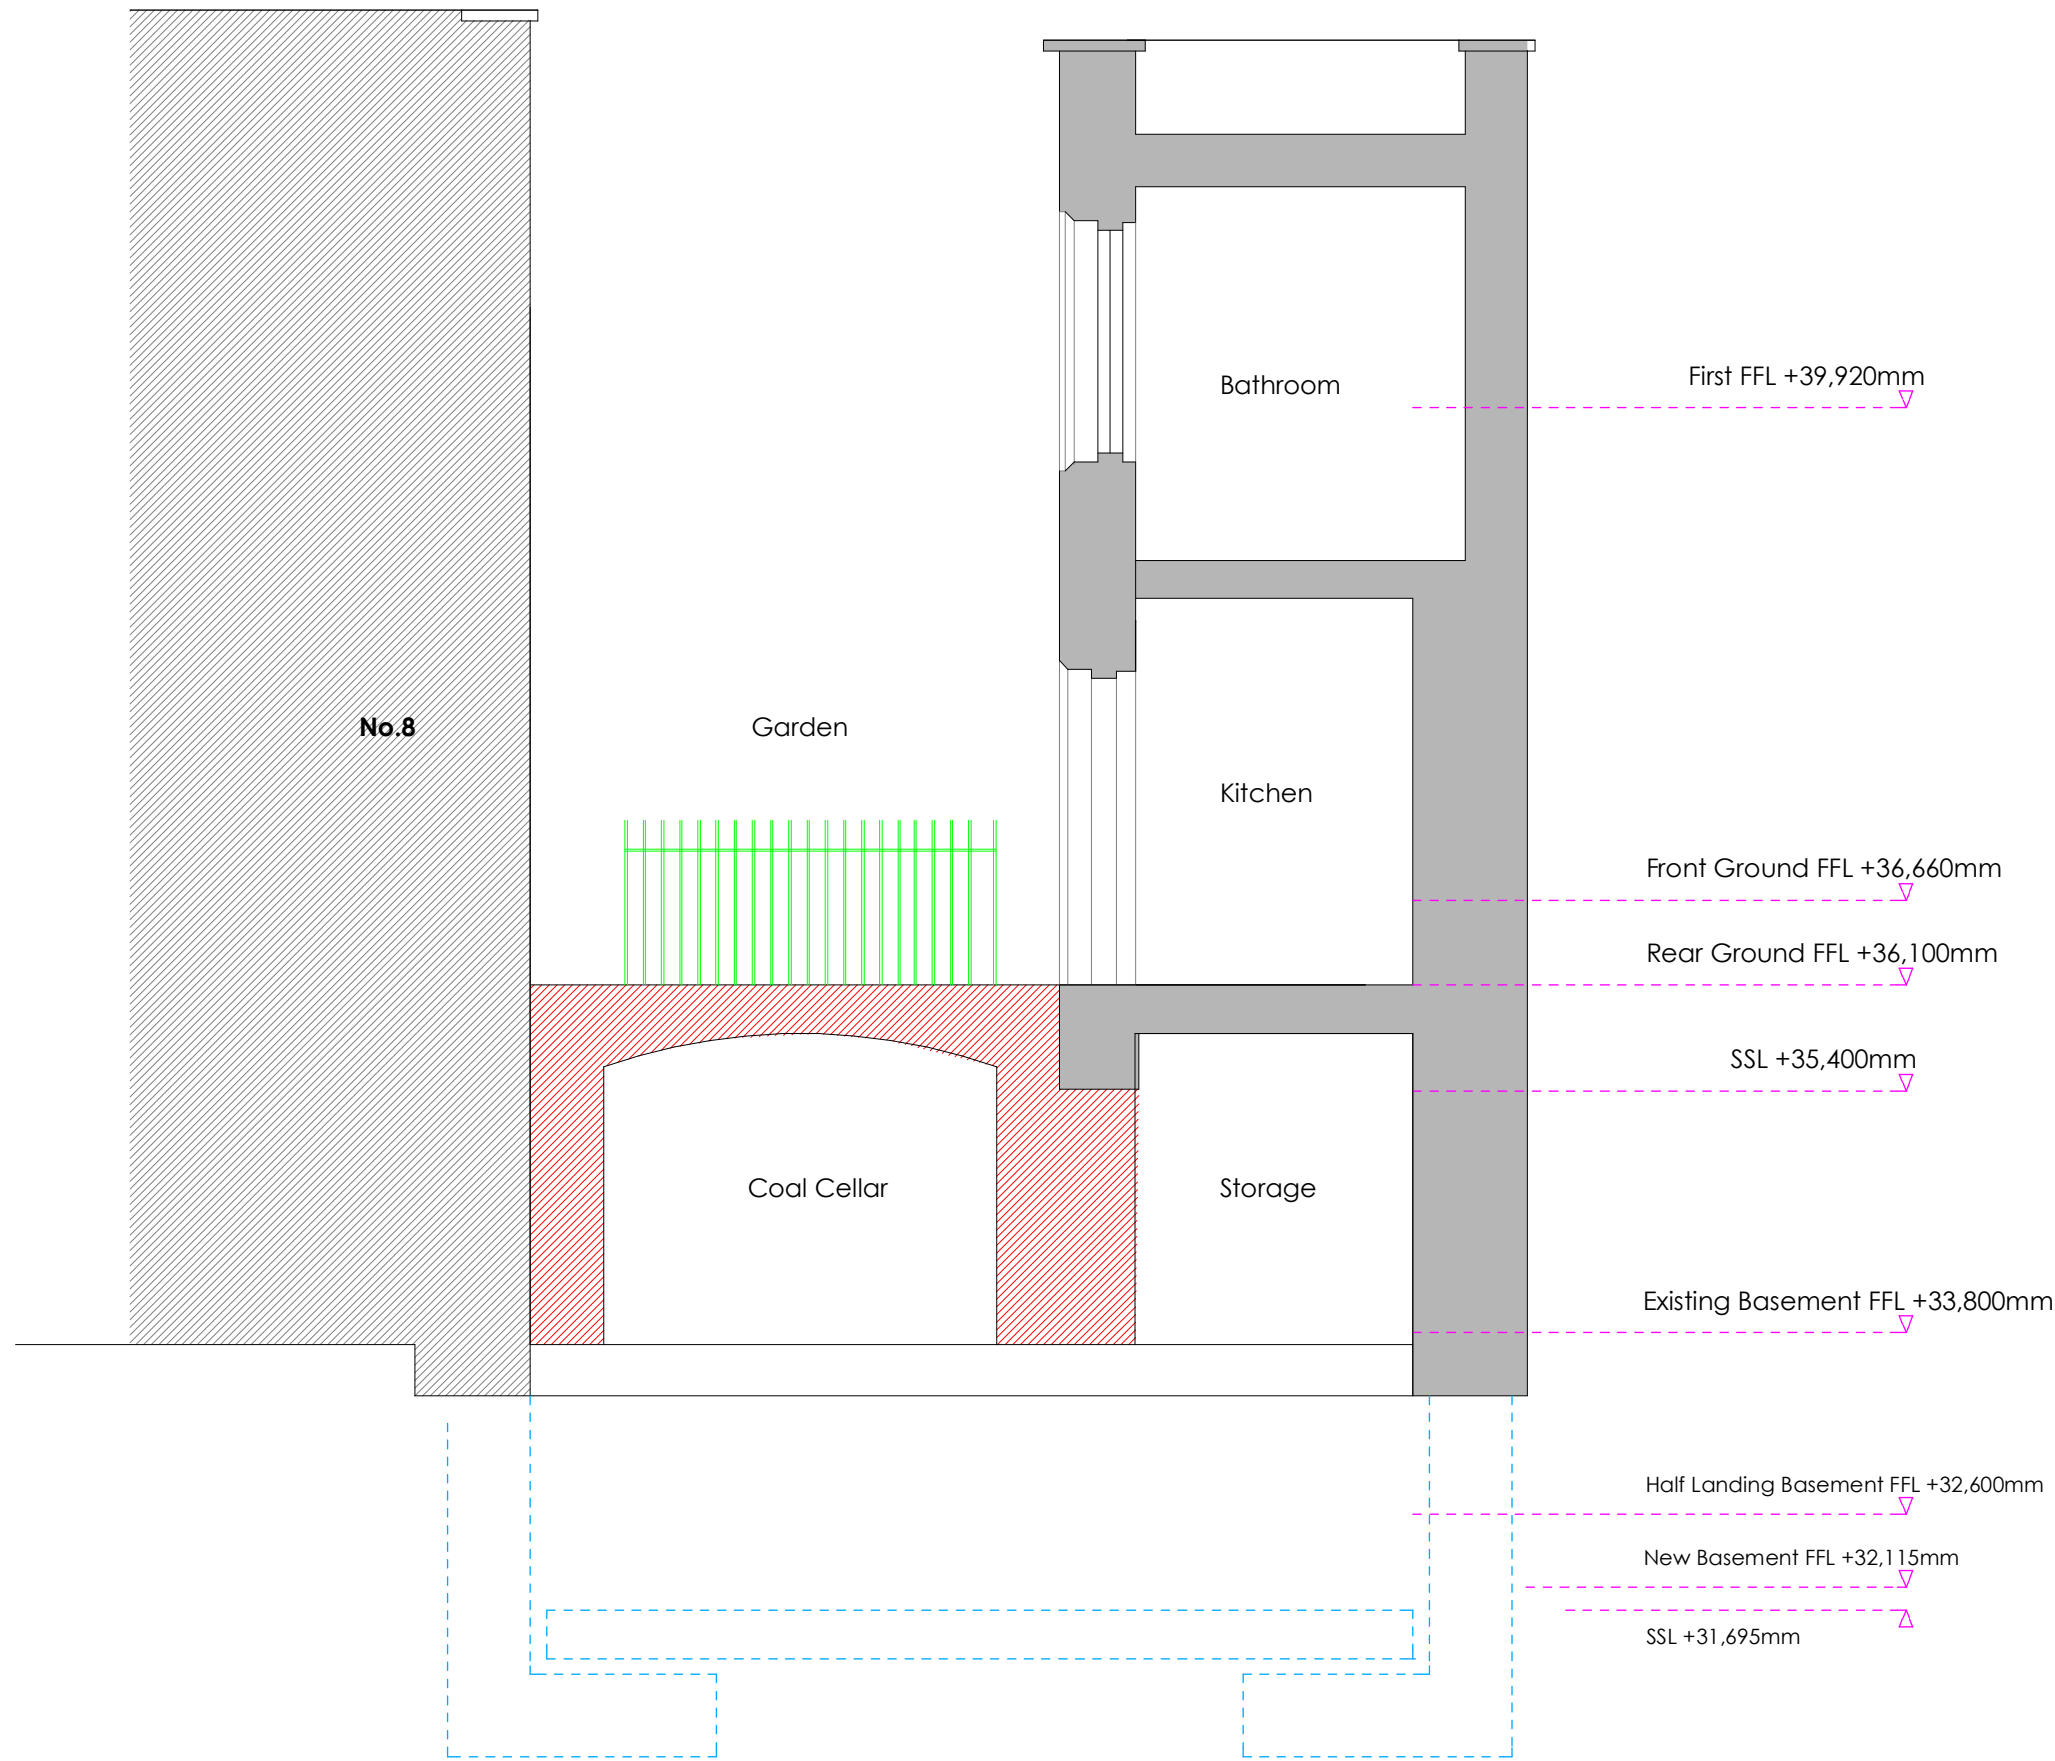 First FFL +39,920mm
Bathroom
No.8
Garden
Kitchen
Front Ground FFL +36,660mm
Rear Ground FFL +36,100mm
SSL +35,400mm
Coal Cellar
Storage
Existing Basement FFL +33,800mm
Half Landing Basement FFL +32,600mm
New Basement FFL +32,115mm
SSL +31,695mm